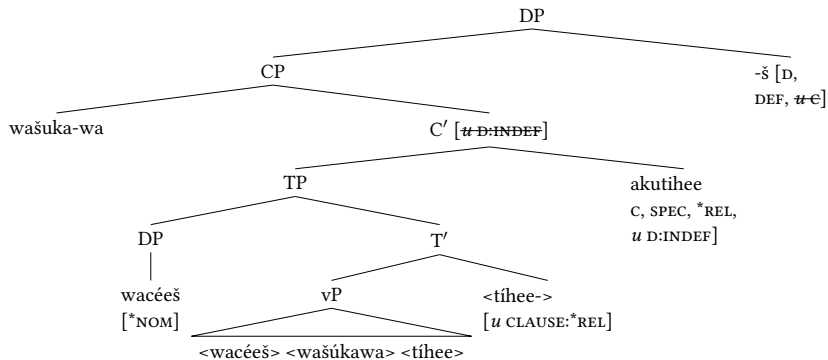 DP
CP
-š [D,
DEF, u C]
wašuka-wa
C′ [u D:INDEF]
TP
akutihee
C, SPEC, *REL,
u D:INDEF]
DP
T′
wacéeš
[*NOM]
vP
<tíhee->
[u CLAUSE:*REL]
<wacéeš> <wašúkawa> <tíhee>